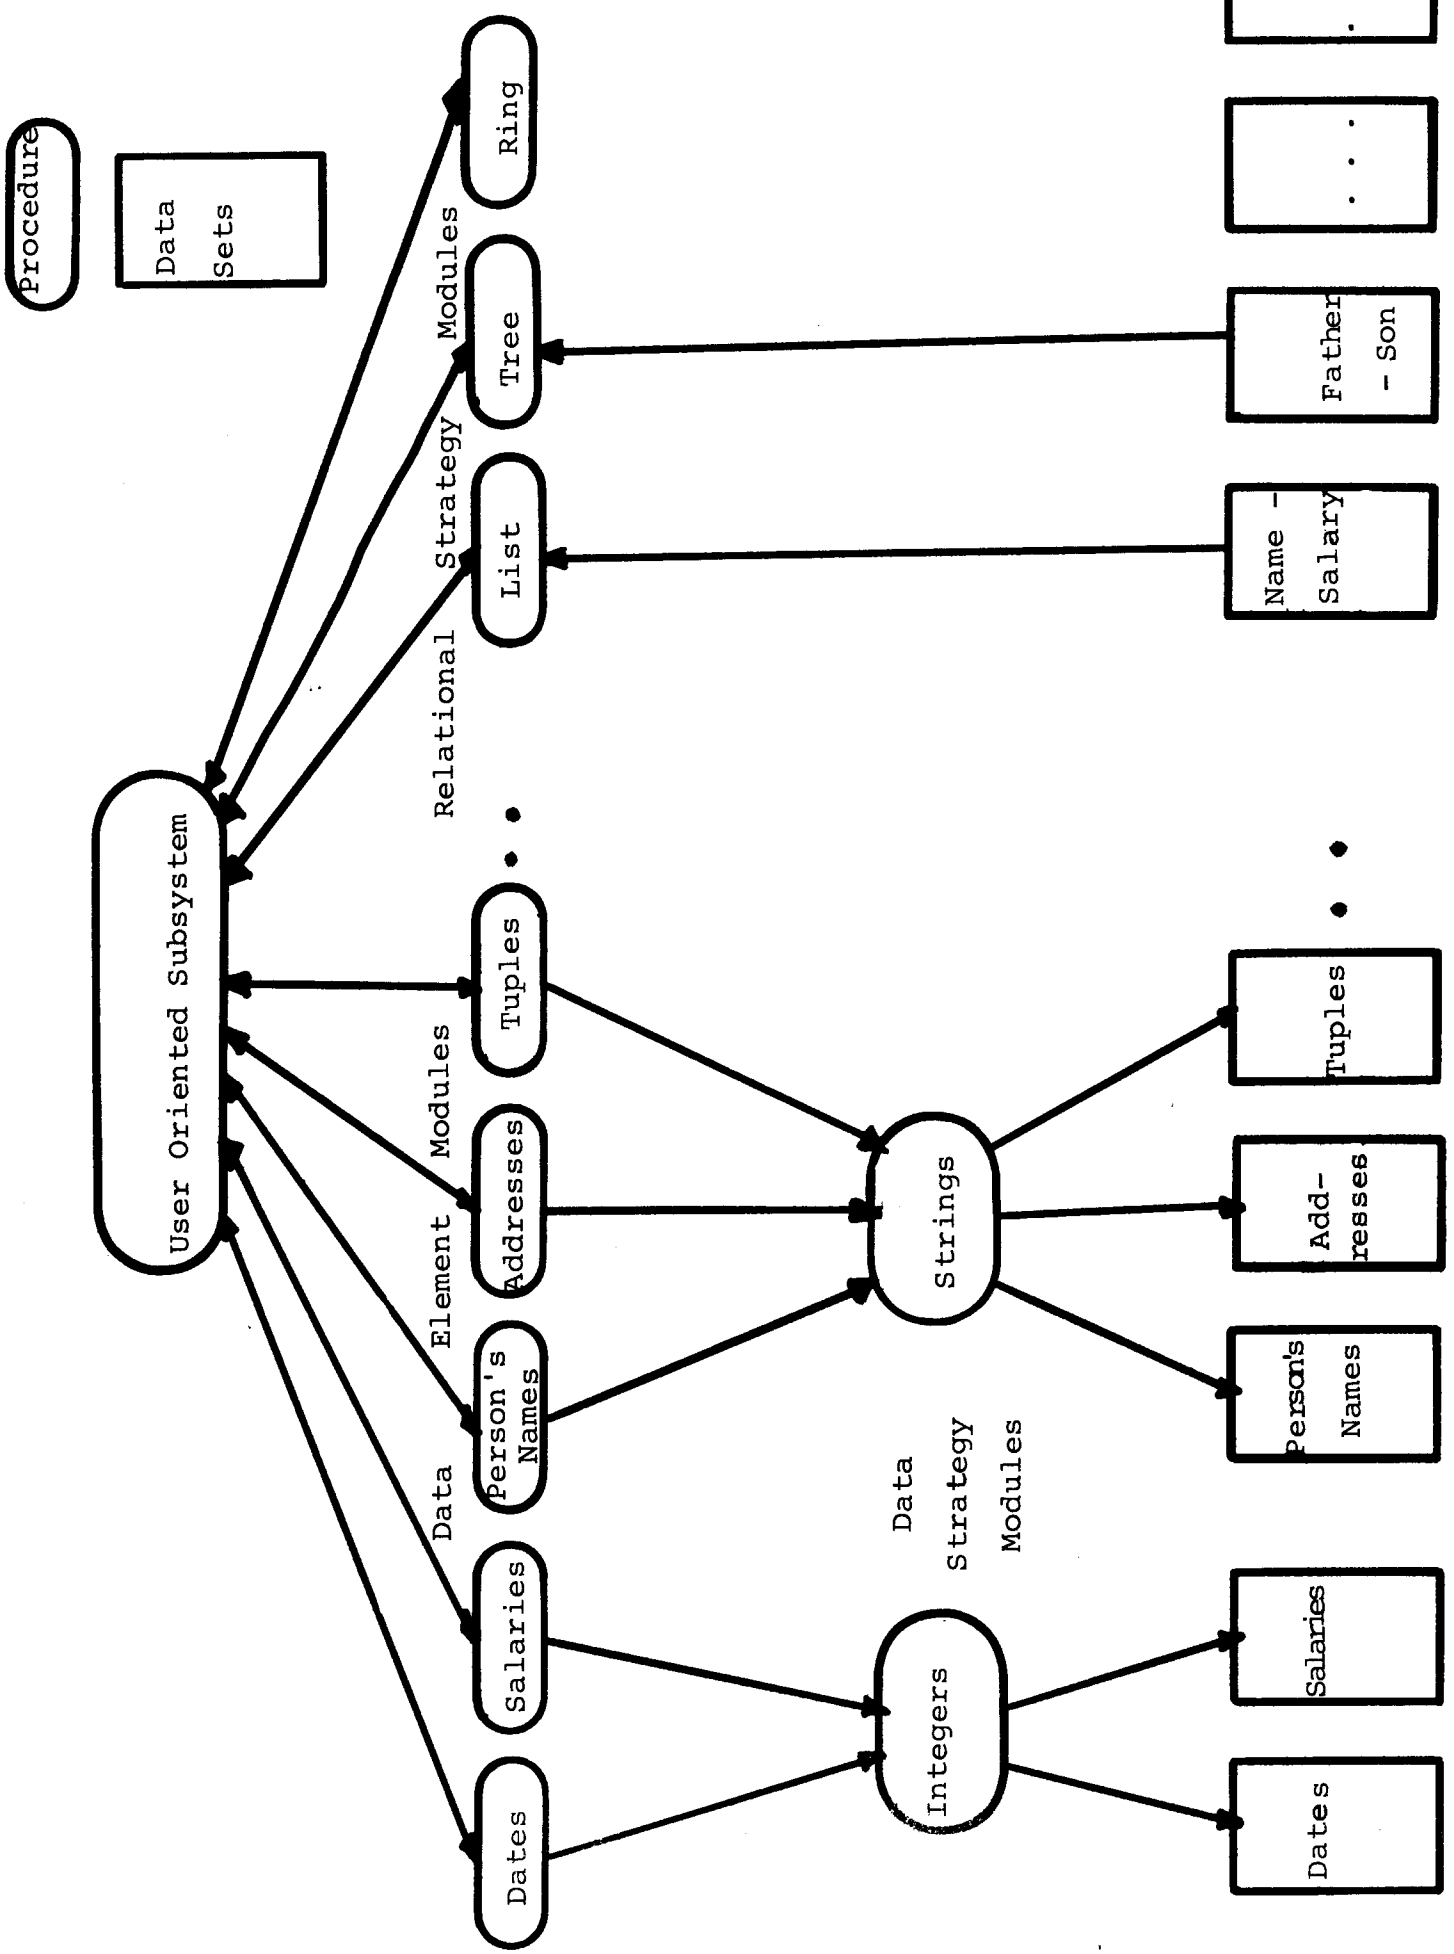 Procedure
Data
Sets
User Oriented Subsystem
Data Element Modules
Relational Strategy Modules
Dates
Salaries
Person's
Names
Addresses
Tuples
• •
List
Tree
Ring
Integers
Data
Strategy
Modules
Strings
Dates
Salaries
Person's
Names
Add-
resses
Tuples
• •
Name -
Salary
Father
- Son
. . .
.